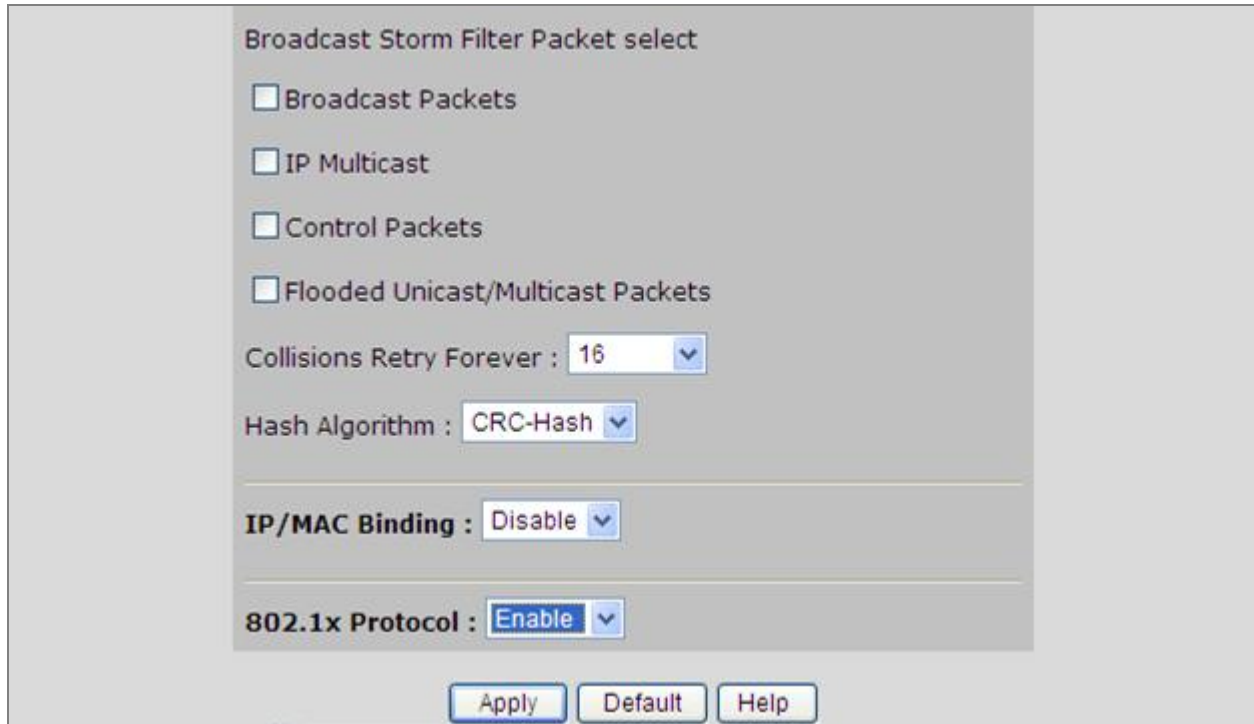 Broadcast Storm Filter Packet select
Broadcast Packets
IP Multicast
Control Packets
Flooded Unicast/Multicast Packets
Collisions Retry Forever : 16
Hash Algorithm : CRC-Hash
IP/MAC Binding : Disable
802.1x Protocol : Enable
Apply Default Help